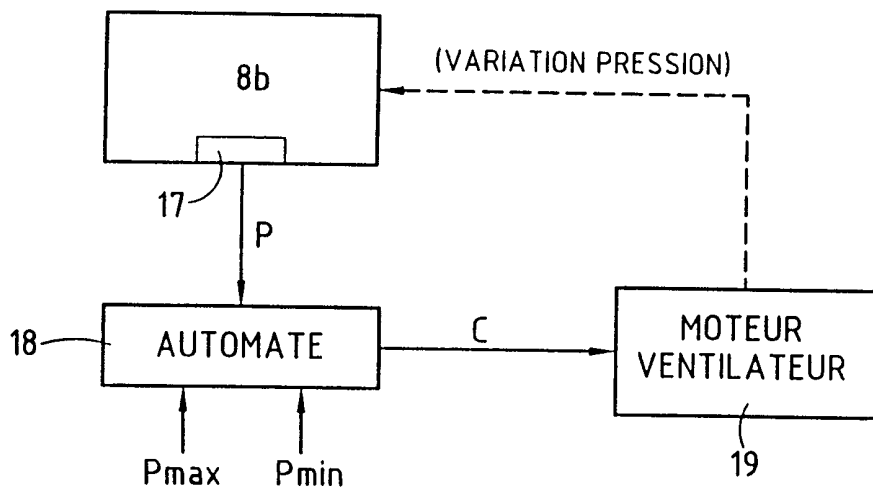 8b
(VARIATION PRESSION)
17
P
18
AUTOMATE
C
MOTEUR
VENTILATEUR
19
Pmax
Pmin